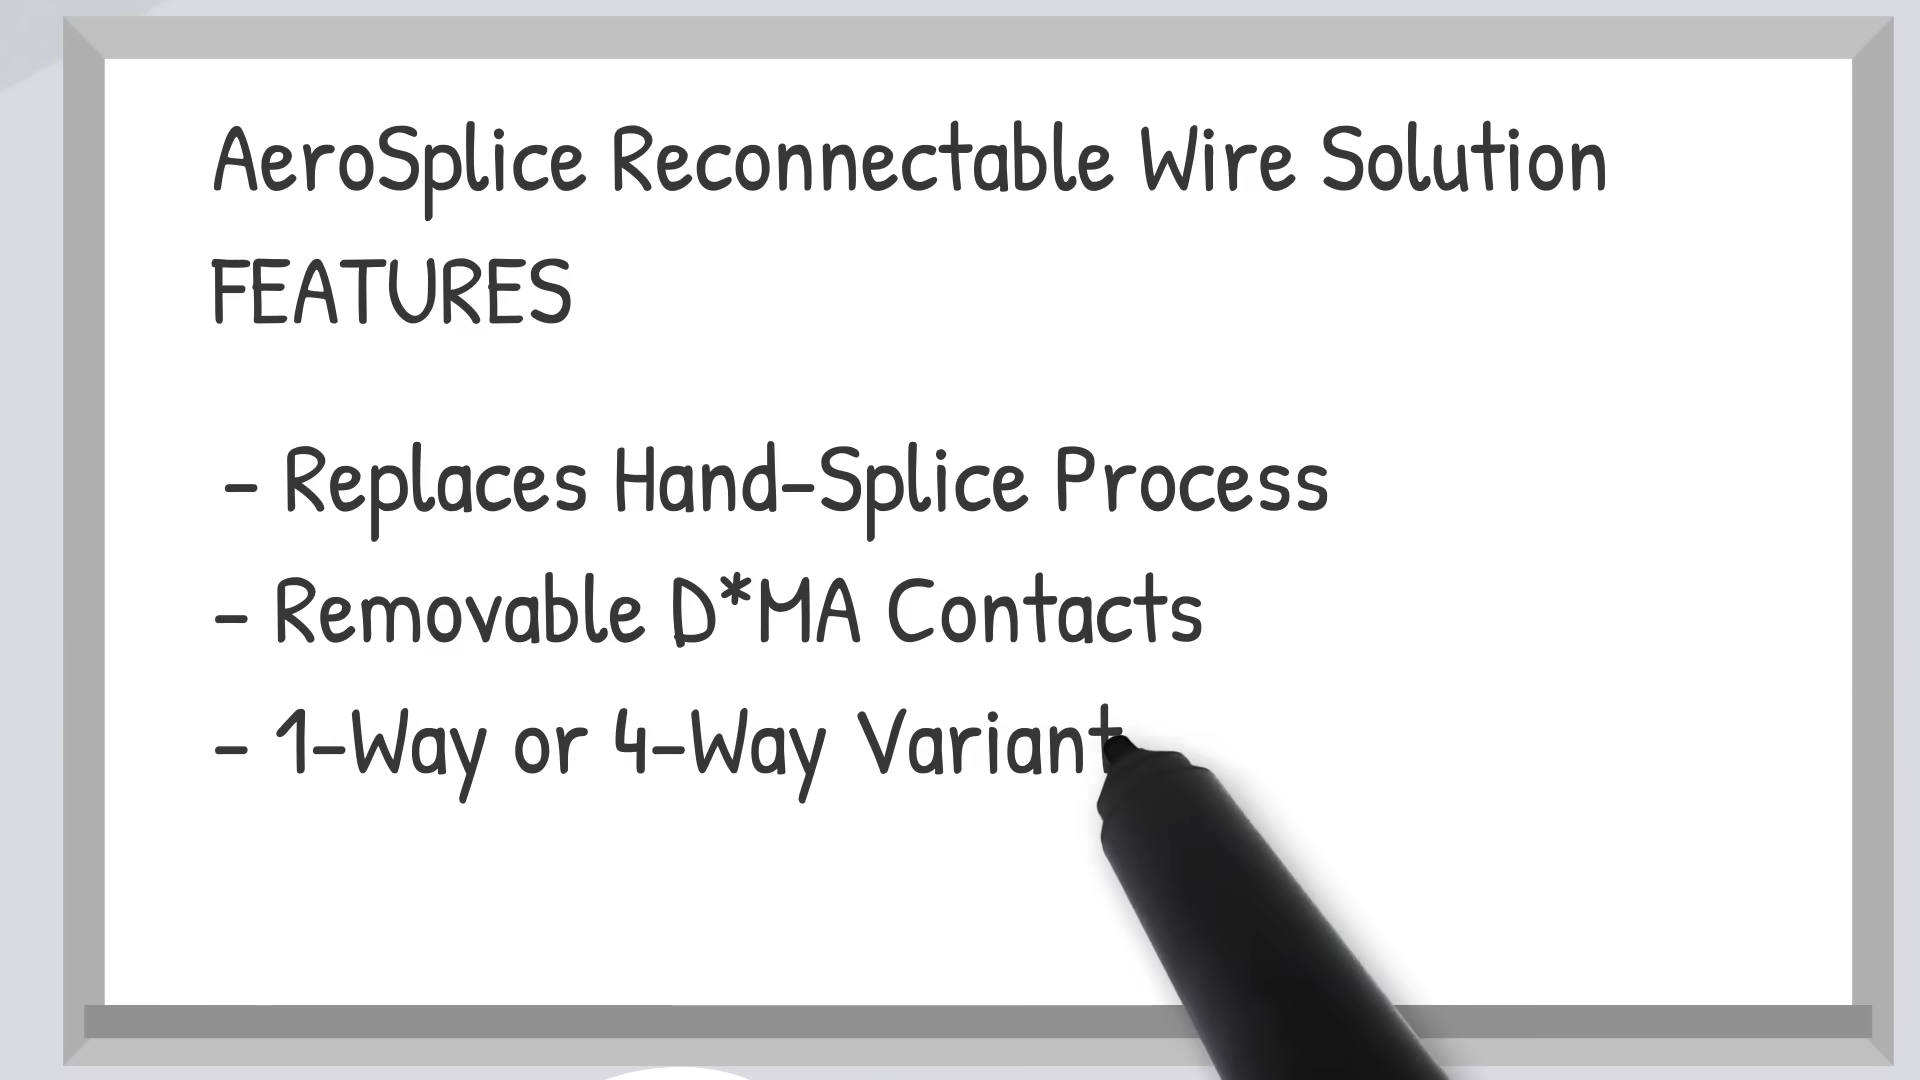 AeroSplice Reconnectable Wire Solution
FEATURES
- Replaces Hand-Splice Process
- Removable D*MA Contacts
- 1-Way or 4-Way Variant